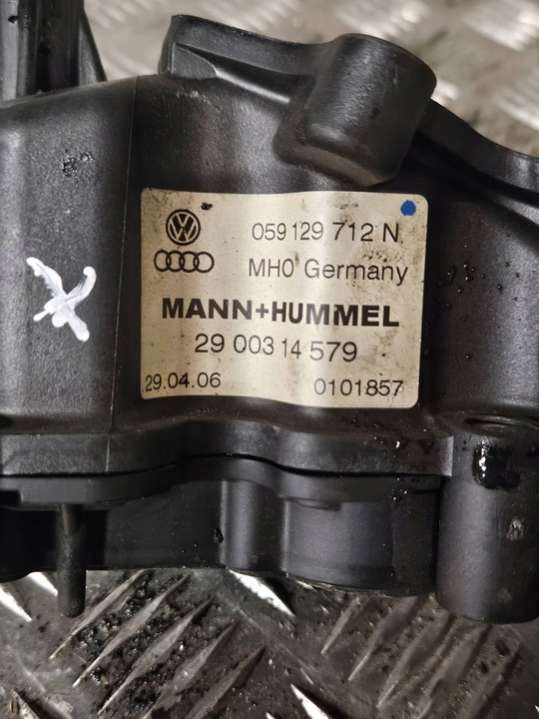 059 129 712 N
MH0 Germany
MANN+HUMMEL
29 003 14 579
29.04.06 0101857
X